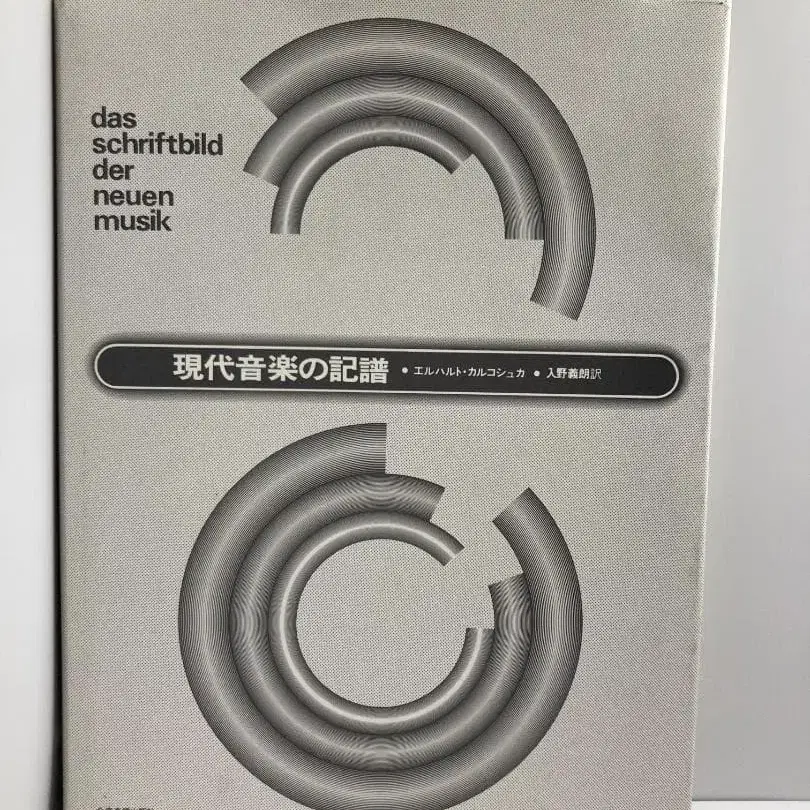 das
schriftbild
der
neuen
musik
現代音楽の記譜 • エルハルト・カルコシュカ • 入野義朗訳